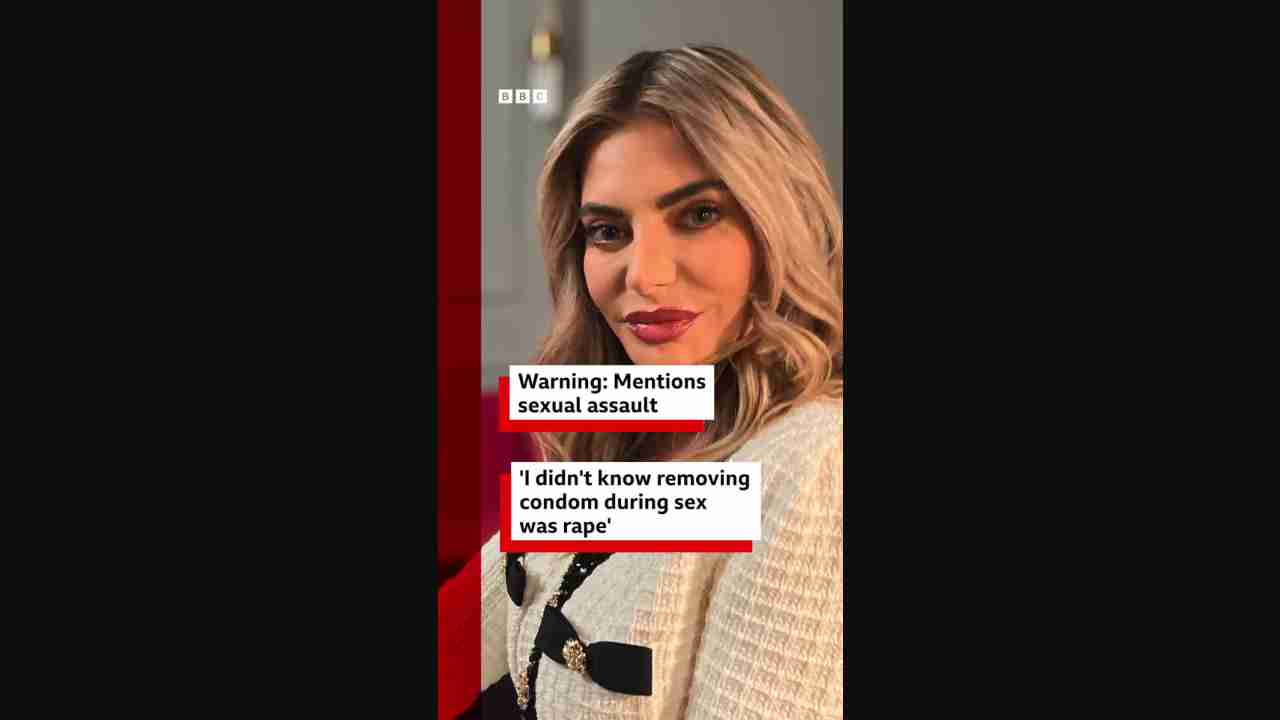 BBC
Warning: Mentions
sexual assault
'I didn't know removing
condom during sex
was rape'